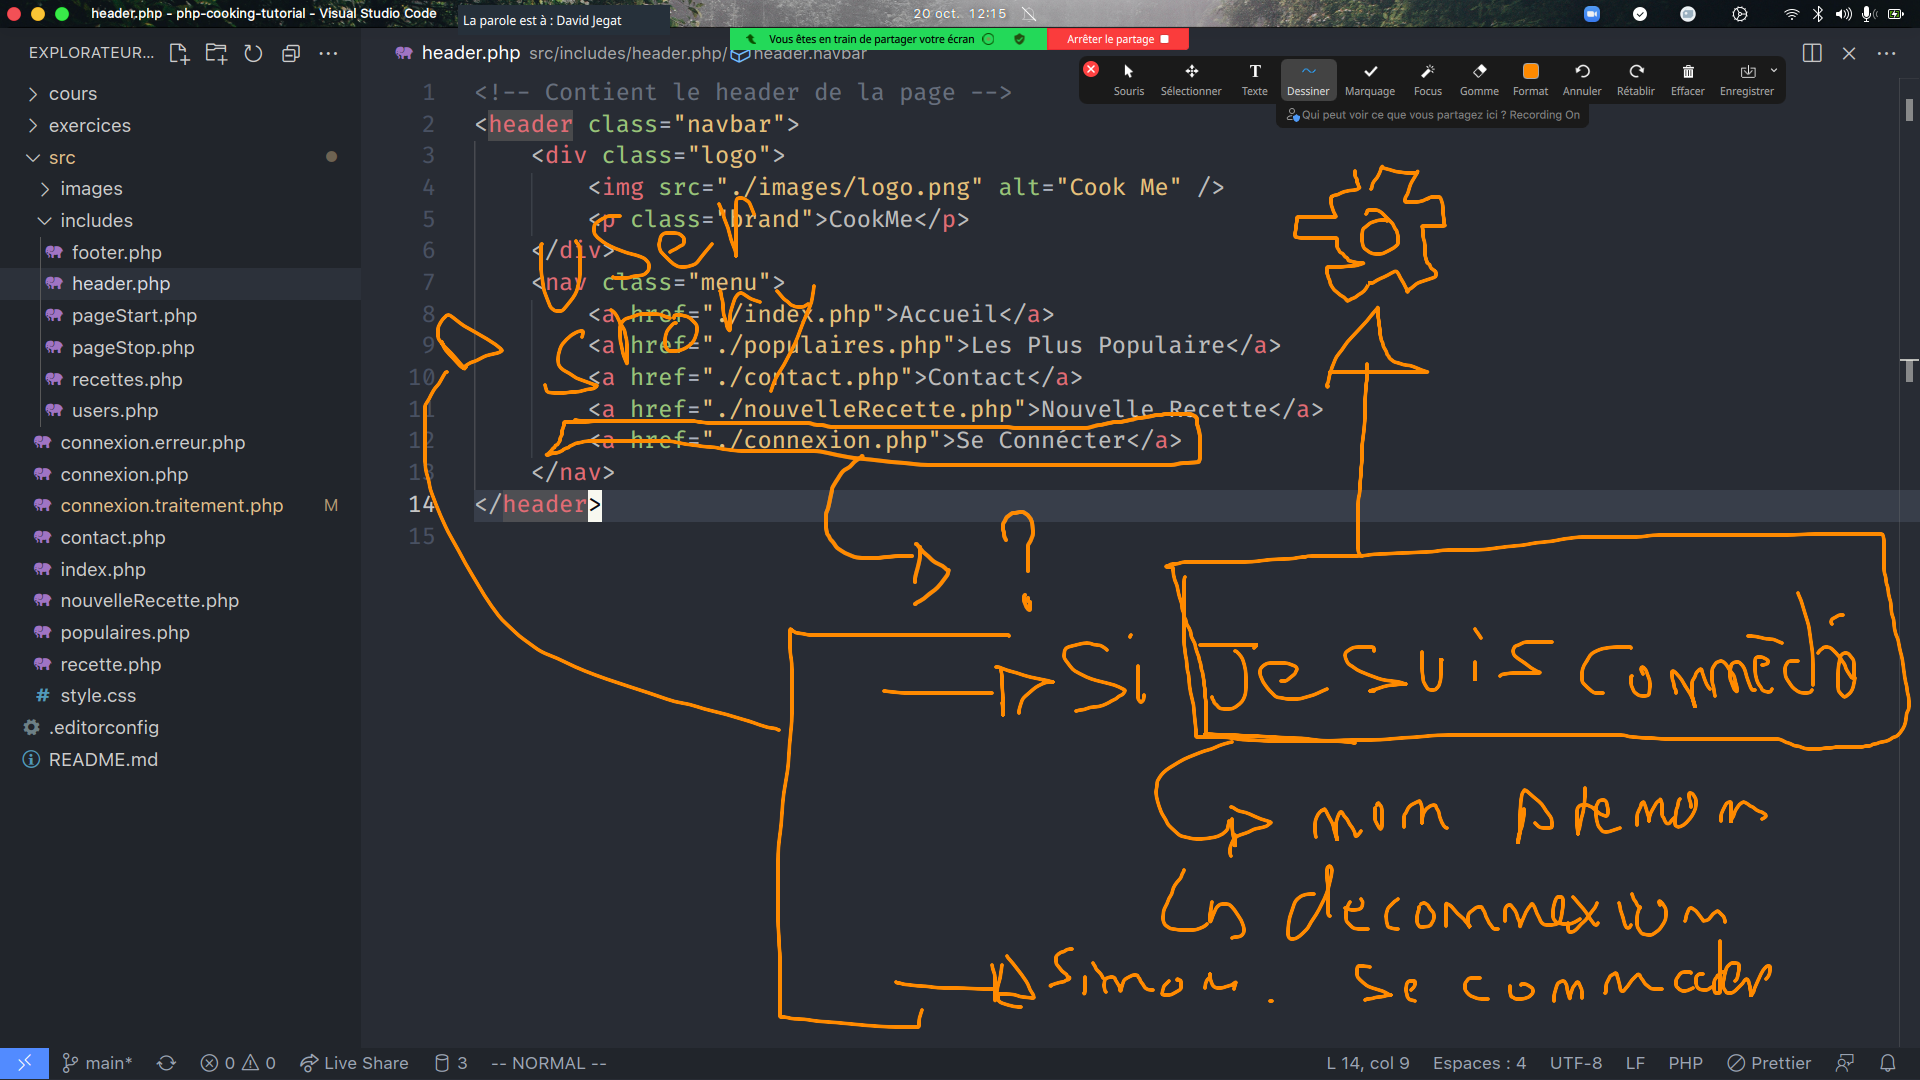 header.php - php-cooking-tutorial - Visual Studio Code
La parole est à : David Jegat
20 oct. 12:15
Vous êtes en train de partager votre écran
Arrêter le partage
EXPLORATEUR...
header.php src/includes/header.php/ header.navbar
Souris
Sélectionner
Texte
Dessiner
Marquage
Focus
Gomme
Format
Annuler
Rétablir
Effacer
Enregistrer
Qui peut voir ce que vous partagez ici ? Recording On
cours
exercices
src
images
includes
footer.php
header.php
pageStart.php
pageStop.php
recettes.php
users.php
connexion.erreur.php
connexion.php
connexion.traitement.php M
contact.php
index.php
nouvelleRecette.php
populaires.php
recette.php
# style.css
.editorconfig
README.md
1 <!-- Contient le header de la page -->
2 <header class="navbar">
3 <div class="logo">
4 <img src="./images/logo.png" alt="Cook Me" />
5 <p class="brand">CookMe</p>
6 </div>
7 <nav class="menu">
8 <a href="./index.php">Accueil</a>
9 <a href="./populaires.php">Les Plus Populaire</a>
10 <a href="./contact.php">Contact</a>
11 <a href="./nouvelleRecette.php">Nouvelle Recette</a>
12 <a href="./connexion.php">Se Connécter</a>
13 </nav>
14 </header>
15
User
Story
?
Si Je suis connecté
mon prenom
deconnexion
Sinon. Se connecter
main*
0
0
Live Share
3
-- NORMAL --
L 14, col 9
Espaces : 4
UTF-8
LF
PHP
Prettier